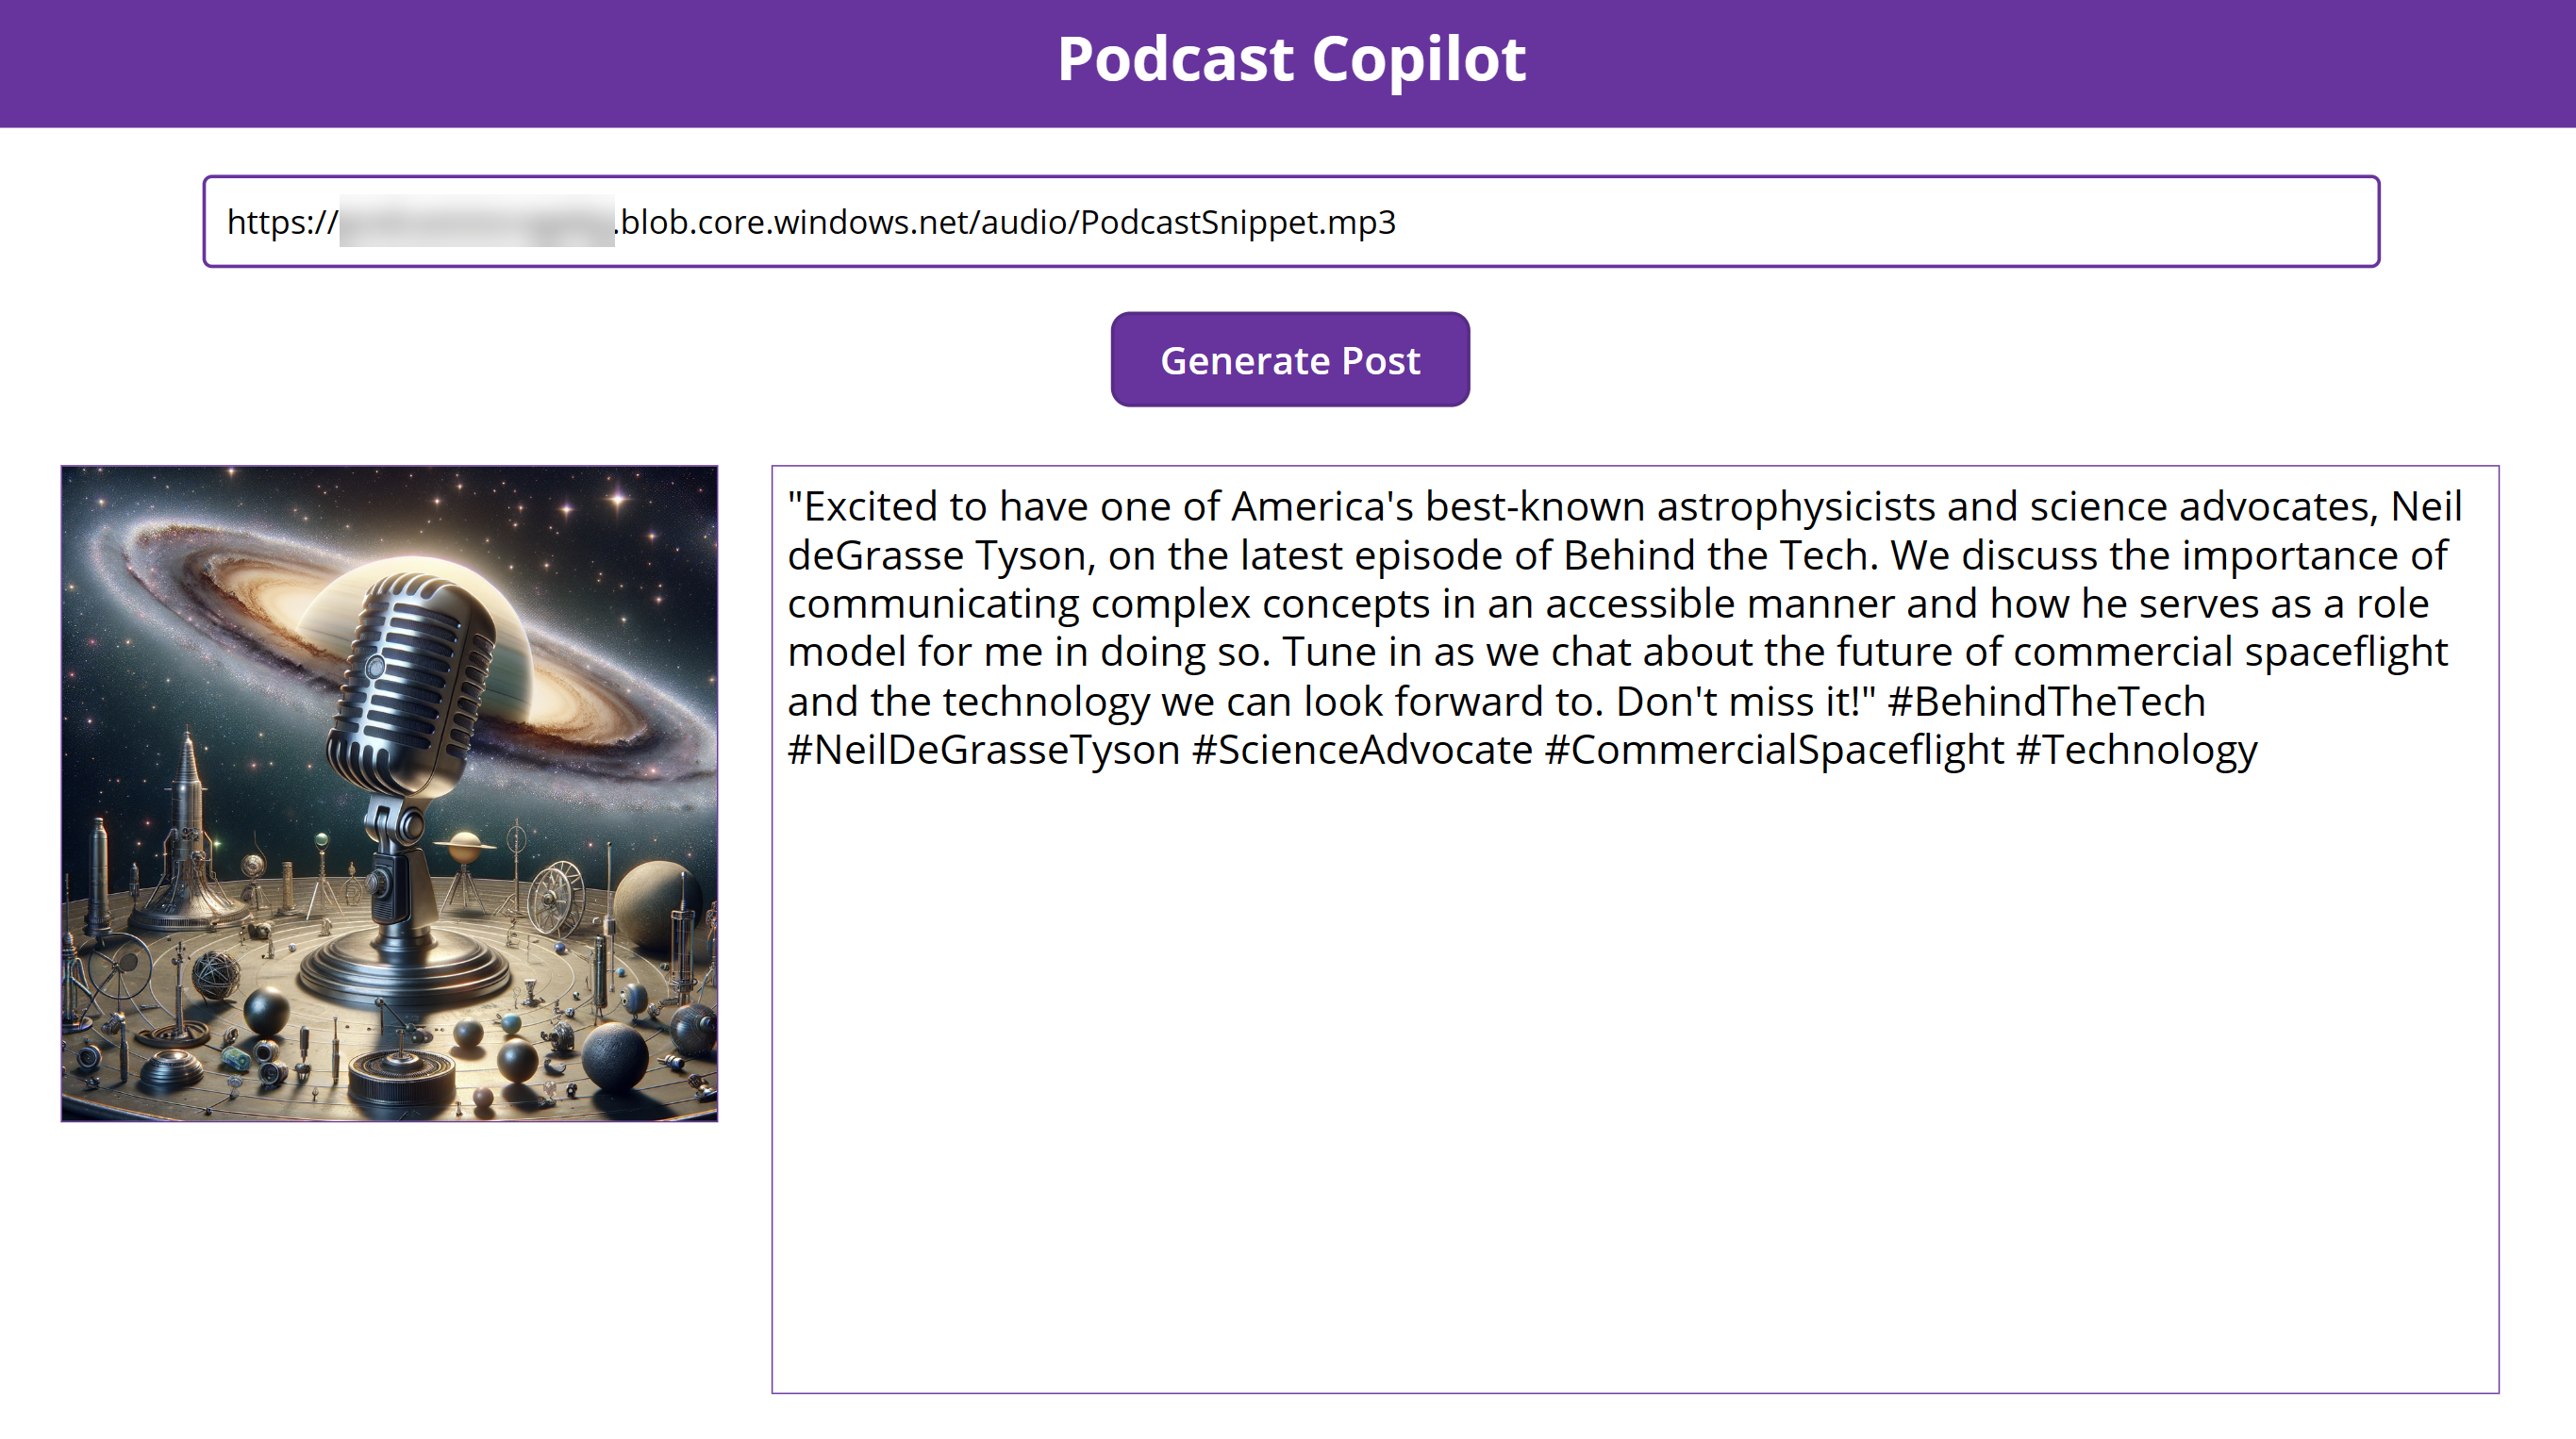 Podcast Copilot
https://.blob.core.windows.net/audio/PodcastSnippet.mp3
Generate Post
"Excited to have one of America's best-known astrophysicists and science advocates, Neil
deGrasse Tyson, on the latest episode of Behind the Tech. We discuss the importance of
communicating complex concepts in an accessible manner and how he serves as a role
model for me in doing so. Tune in as we chat about the future of commercial spaceflight
and the technology we can look forward to. Don't miss it!" #BehindTheTech
#NeilDeGrasseTyson #ScienceAdvocate #CommercialSpaceflight #Technology